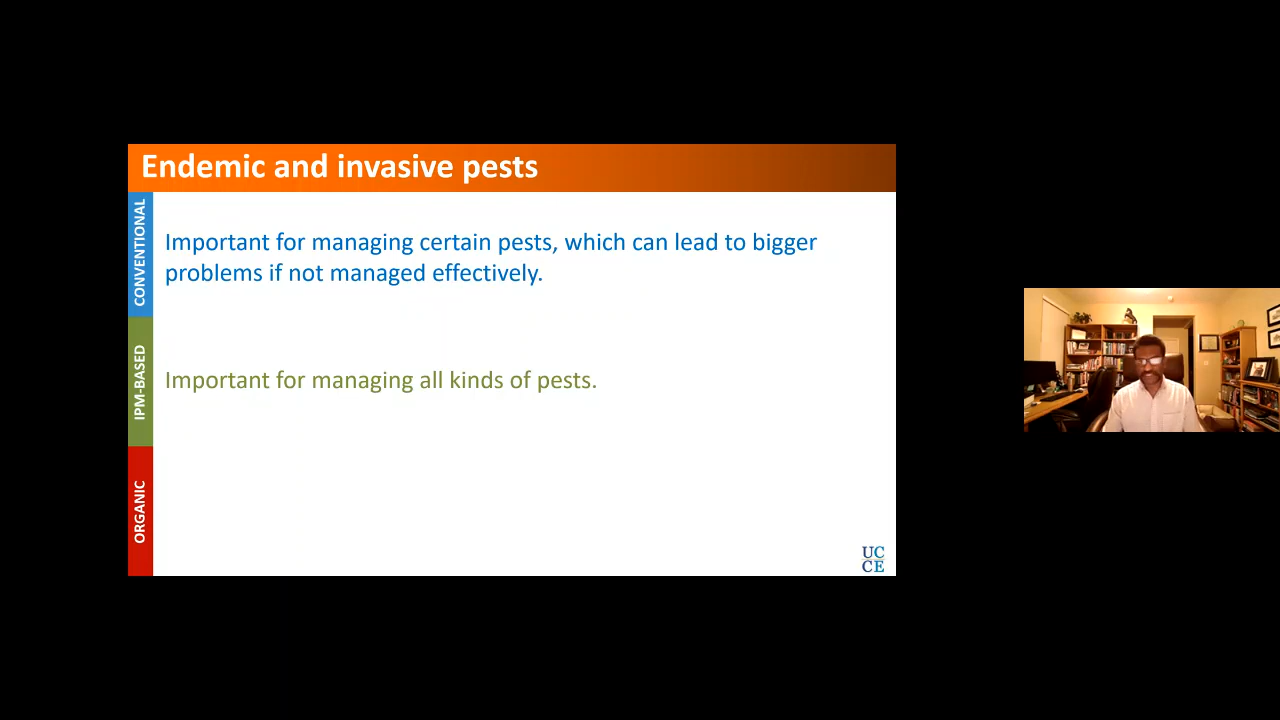 Endemic and invasive pests
CONVENTIONAL
Important for managing certain pests, which can lead to bigger
problems if not managed effectively.
IPM-BASED
Important for managing all kinds of pests.
ORGANIC
UC
CE